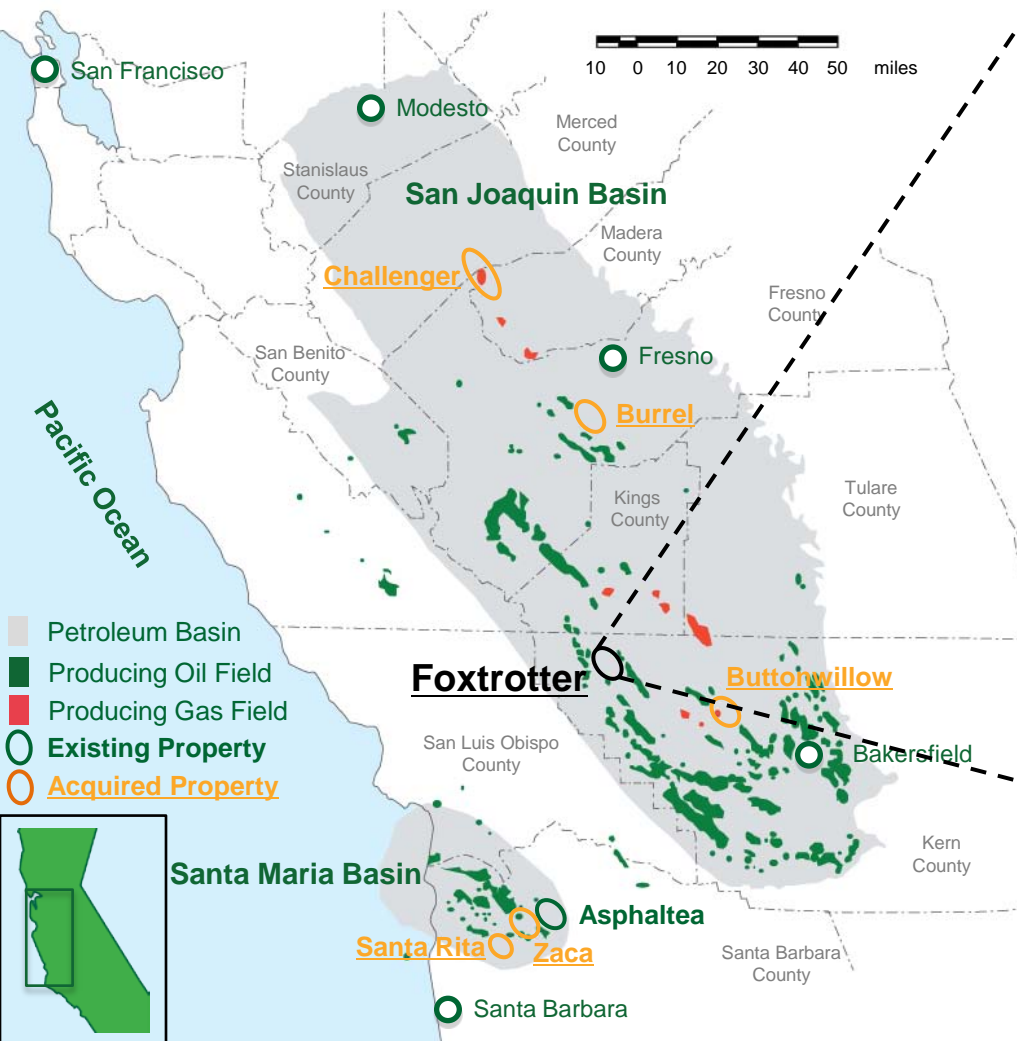 San Francisco
Modesto
10 0 10 20 30 40 50 miles
Merced
County
Stanislaus
County
San Joaquin Basin
Madera
County
Challenger
Fresno
County
San Benito
County
Fresno
Burrel
Pacific Ocean
Kings
County
Tulare
County
Petroleum Basin
Producing Oil Field
Producing Gas Field
Existing Property
Acquired Property
Foxtrotter
Buttonwillow
San Luis Obispo
County
Bakersfield
Kern
County
Santa Maria Basin
Asphaltea
Santa Rita
Zaca
Santa Barbara
County
Santa Barbara